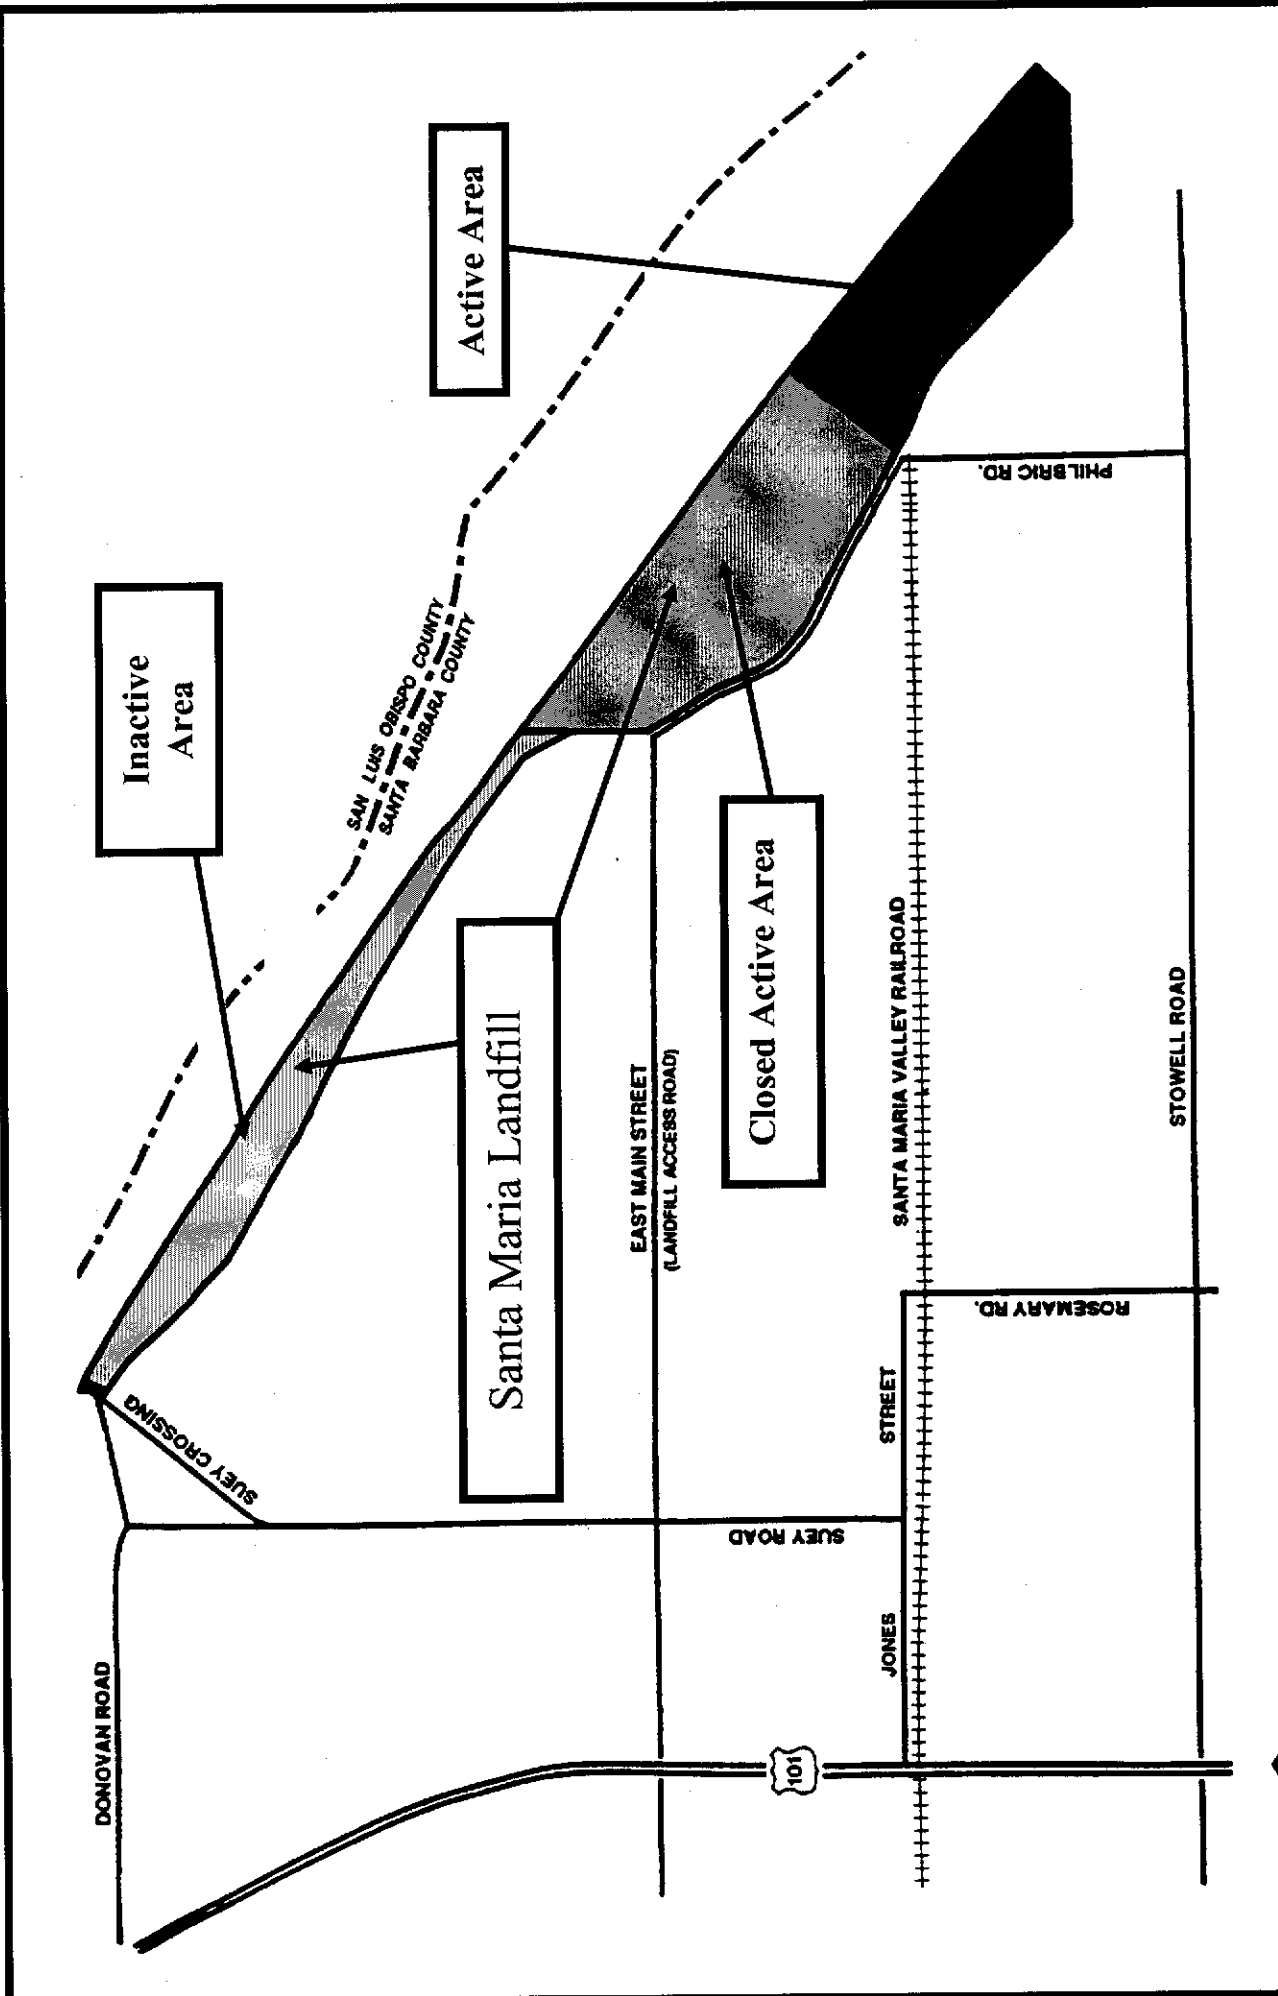 Inactive
Area
Active Area
SAN LUIS OBISPO COUNTY
SANTA BARBARA COUNTY
Santa Maria Landfill
Closed Active Area
DONOVAN ROAD
SUEY CROSSING
EAST MAIN STREET
(LANDFILL ACCESS ROAD)
SUEY ROAD
101
JONES STREET
SANTA MARIA VALLEY RAILROAD
PHILBRIC RD.
ROSEMARY RD.
STOWELL ROAD